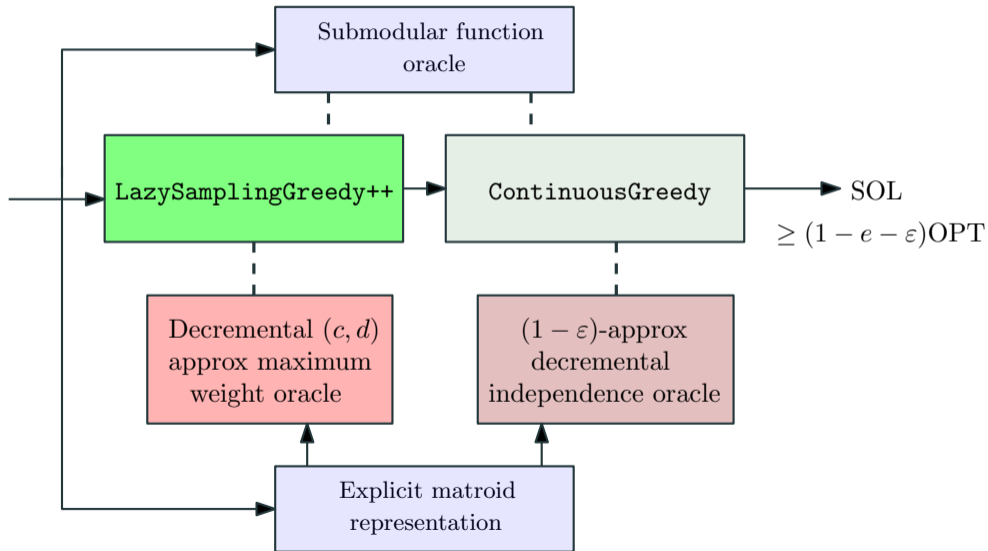 Submodular function
oracle
LazySamplingGreedy++
ContinuousGreedy
SOL
≥ (1 − e − ε)OPT
Decremental (c, d)
approx maximum
weight oracle
(1 − ε)-approx
decremental
independence oracle
Explicit matroid
representation